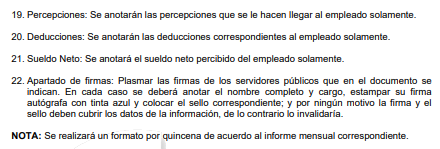 19. Percepciones: Se anotarán las percepciones que se le hacen llegar al empleado solamente.
20. Deducciones: Se anotarán las deducciones correspondientes al empleado solamente.
21. Sueldo Neto: Se anotará el sueldo neto percibido del empleado solamente.
22. Apartado de firmas: Plasmar las firmas de los servidores públicos que en el documento se
indican. En cada caso se deberá anotar el nombre completo y cargo, estampar su firma
autógrafa con tinta azul y colocar el sello correspondiente; y por ningún motivo la firma y el
sello deben cubrir los datos de la información, de lo contrario lo invalidaría.
NOTA: Se realizará un formato por quincena de acuerdo al informe mensual correspondiente.